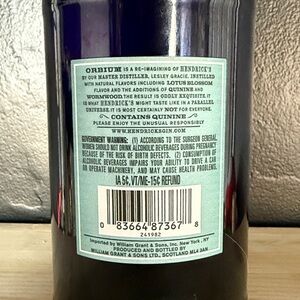 ORBIUM IS A RE-IMAGINING OF HENDRICK'S
BY OUR MASTER DISTILLER, LESLEY GRACIE. INSTILLED
WITH NATURAL FLAVORS INCLUDING LOTUS BLOSSOM
FLAVOR AND THE ADDITIONS OF QUININE AND
WORMWOOD THE RESULT IS ODDLY EXQUISITE. IT
IS WHAT HENDRICK'S MIGHT TASTE LIKE IN A PARALLEL
UNIVERSE. IT IS MOST CERTAINLY NOT FOR EVERYONE.
CONTAINS QUININE
PLEASE ENJOY THE UNUSUAL RESPONSIBLY
WWW.HENDRICKSGIN.COM
GOVERNMENT WARNING: (1) ACCORDING TO THE SURGEON GENERAL,
WOMEN SHOULD NOT DRINK ALCOHOLIC BEVERAGES DURING PREGNANCY
BECAUSE OF THE RISK OF BIRTH DEFECTS. (2) CONSUMPTION OF
ALCOHOLIC BEVERAGES IMPAIRS YOUR ABILITY TO DRIVE A CAR
OR OPERATE MACHINERY, AND MAY CAUSE HEALTH PROBLEMS.
IA 5¢, VT/ME-15¢ REFUND
0 83664 87367 8
241982
Imported by William Grant & Sons, Inc. New York, NY
PRODUCT BY
WILLIAM GRANT & SONS LTD., SCOTLAND ML4 3AN